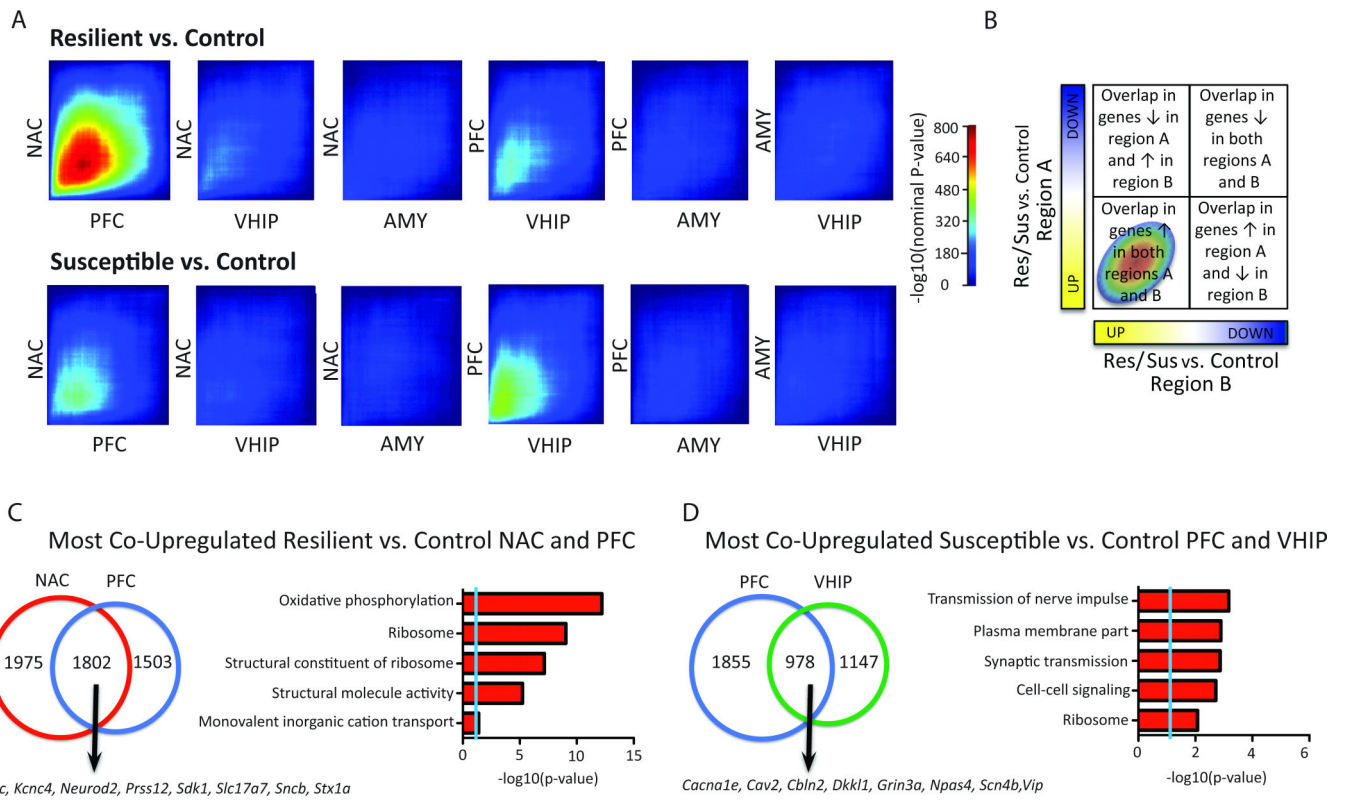 A
Resilient vs. Control
NAC
PFC
NAC
VHIP
NAC
AMY
PFC
VHIP
PFC
AMY
AMY
VHIP
Susceptible vs. Control
NAC
PFC
NAC
VHIP
NAC
AMY
PFC
VHIP
PFC
AMY
AMY
VHIP
-log10(nominal P-value)
800
640
480
320
180
0
B
Res/Sus vs. Control
Region A
DOWN
UP
Overlap in
genes ↓ in
region A
and ↑ in
region B
Overlap in
genes ↓
in both
regions A
and B
Overlap in
genes ↑
in both
regions A
and B
Overlap in
genes ↑ in
region A
and ↓ in
region B
UP DOWN
Res/Sus vs. Control
Region B
C
Most Co-Upregulated Resilient vs. Control NAC and PFC
NAC PFC
1975 1802 1503
c, Kcnc4, Neurod2, Prss12, Sdk1, Slc17a7, Sncb, Stx1a
Oxidative phosphorylation
Ribosome
Structural constituent of ribosome
Structural molecule activity
Monovalent inorganic cation transport
0 5 10 15
-log10(p-value)
D
Most Co-Upregulated Susceptible vs. Control PFC and VHIP
PFC VHIP
1855 978 1147
Cacna1e, Cav2, Cbln2, Dkkl1, Grin3a, Npas4, Scn4b,Vip
Transmission of nerve impulse
Plasma membrane part
Synaptic transmission
Cell-cell signaling
Ribosome
0 2 4 6
-log10(p-value)